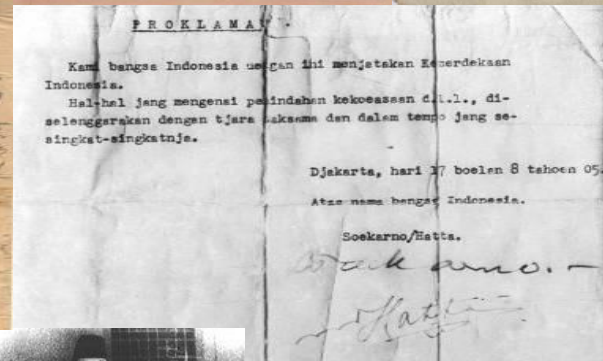 P R O K L A M A S I .
Kami bangsa Indonesia dengan ini menjatakan Kemerdekaan
Indonesia.
Hal-hal jang mengenai pemindahan kekoeasaan d.l.l., di-
selenggarakan dengan tjara saksama dan dalam tempo jang se-
singkat-singkatnja.
Djakarta, hari 17 boelan 8 tahoen 05.
Atas nama bangsa Indonesia.
Soekarno/Hatta.
Soekarno.-
Hatta